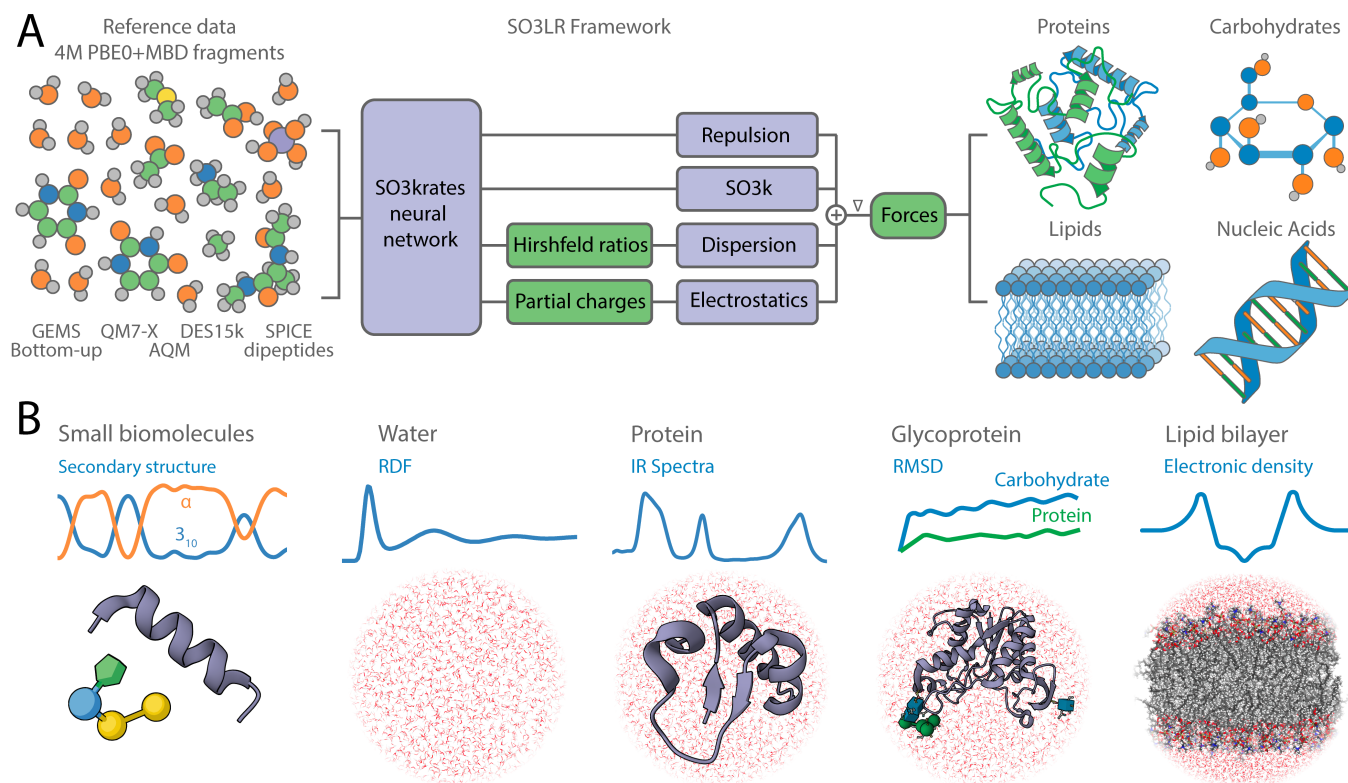 A
Reference data
4M PBE0+MBD fragments
SO3LR Framework
Proteins
Carbohydrates
SO3krates
neural
network
Repulsion
SO3k
Hirshfeld ratios
Dispersion
Partial charges
Electrostatics
+
∇
Forces
Lipids
Nucleic Acids
GEMS
Bottom-up
QM7-X
AQM
DES15k
SPICE
dipeptides
B
Small biomolecules
Secondary structure
α
3₁₀
Water
RDF
Protein
IR Spectra
Glycoprotein
RMSD
Carbohydrate
Protein
Lipid bilayer
Electronic density